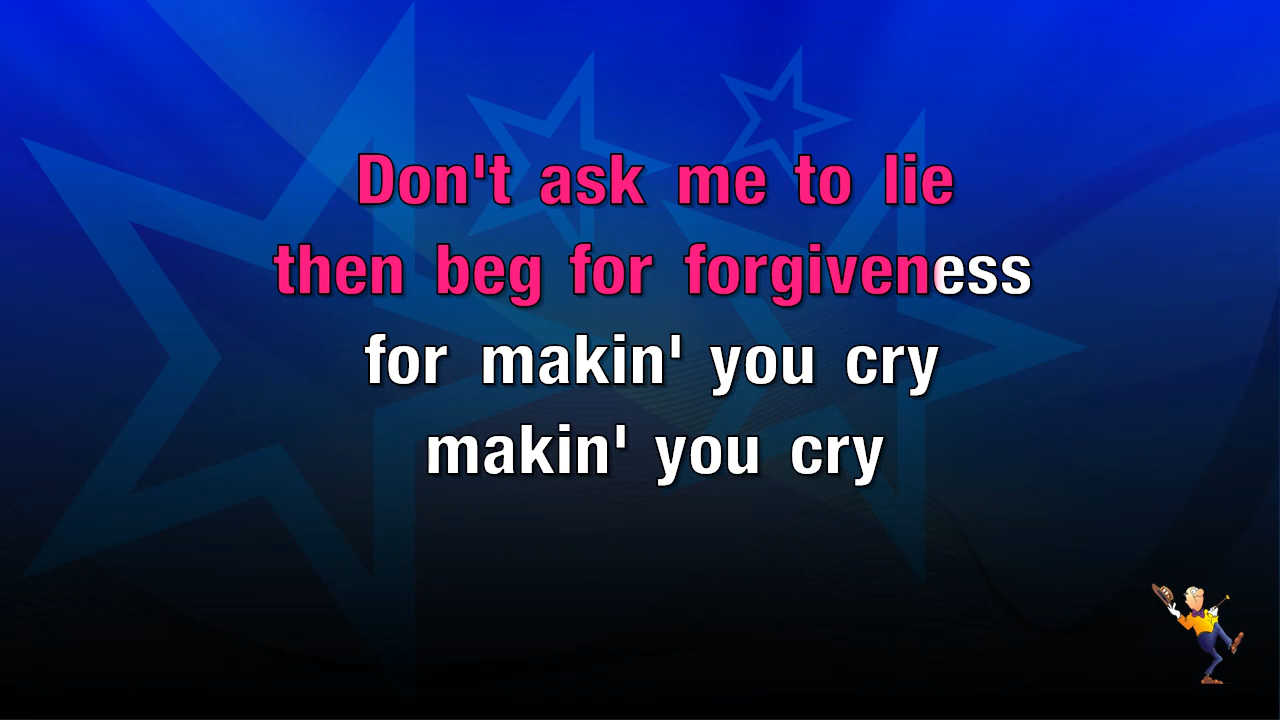 Don't ask me to lie
then beg for forgiveness
for makin' you cry
makin' you cry